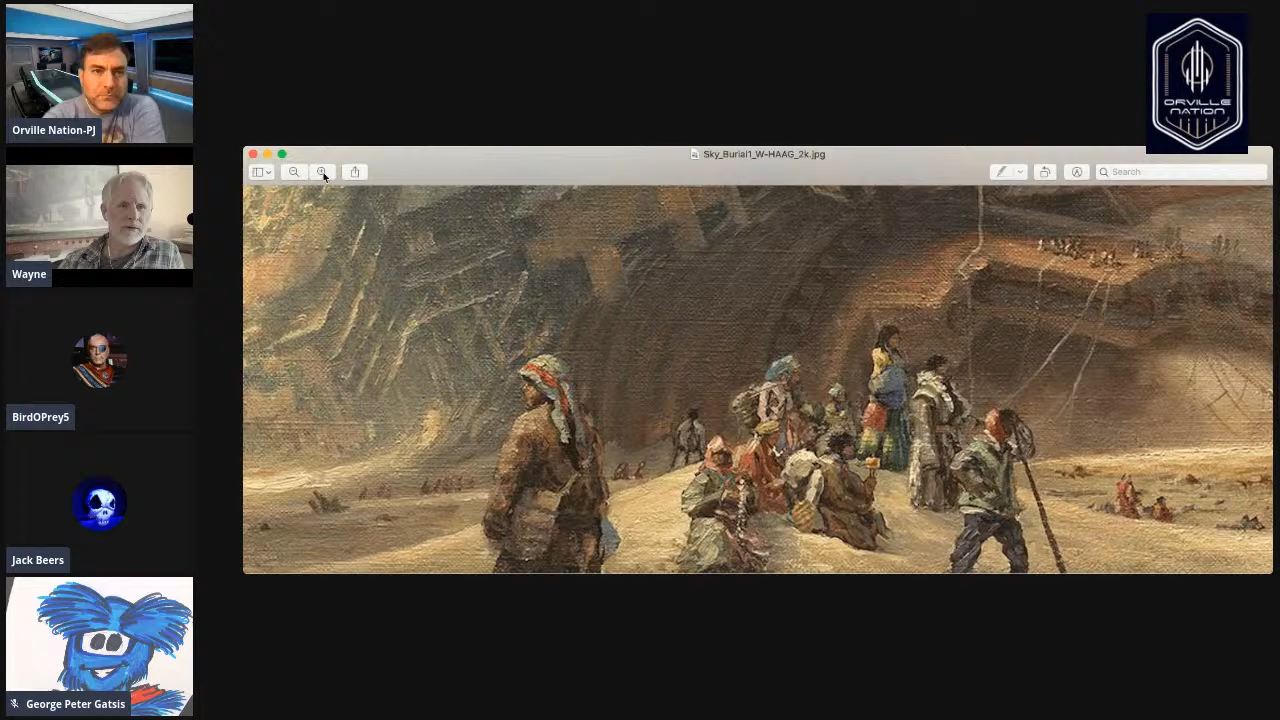 Orville Nation-PJ
Wayne
BirdOPrey5
Jack Beers
George Peter Gatsis
Sky_Burial1_W-HAAG_2k.jpg
Search
ORVILLE
NATION